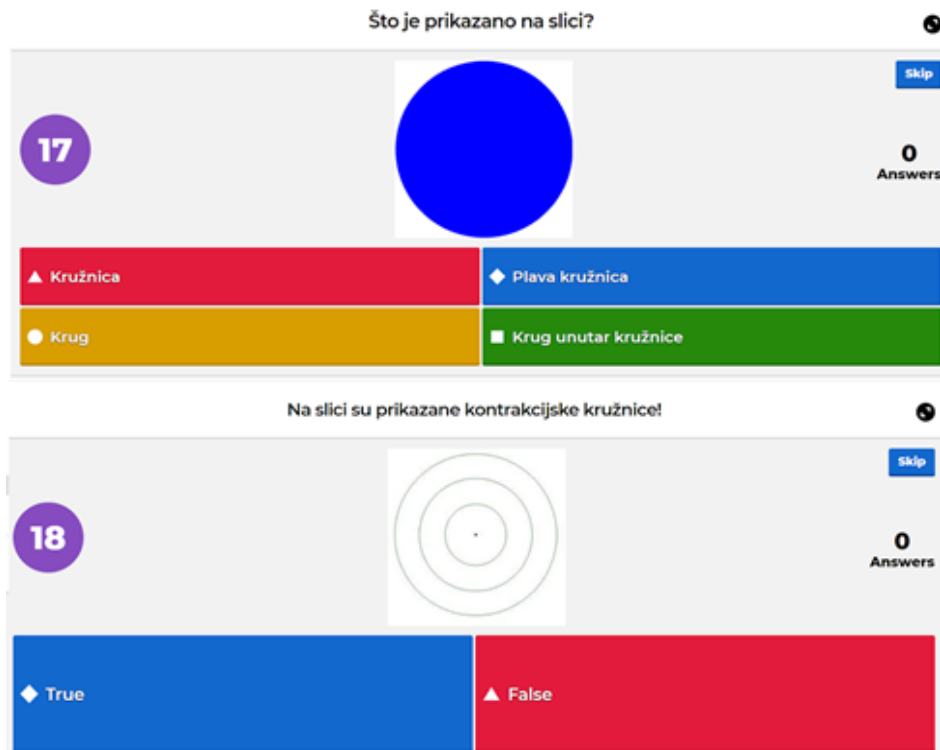 Što je prikazano na slici?
Skip
17
0
Answers
Kružnica
Plava kružnica
Krug
Krug unutar kružnice
Na slici su prikazane kontrakcijske kružnice!
Skip
18
0
Answers
True
False